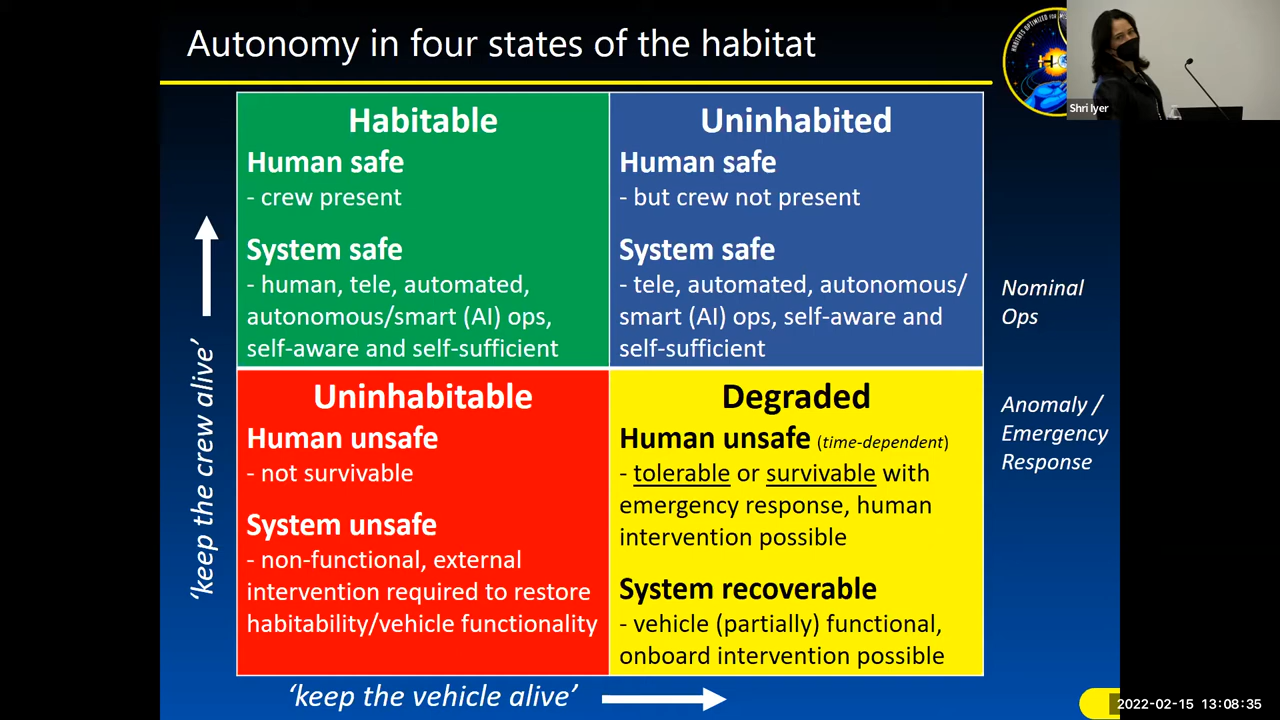 Autonomy in four states of the habitat
HABITATS OPTIMIZED FOR
Shri Iyer
Habitable
Human safe
- crew present
System safe
- human, tele, automated,
autonomous/smart (AI) ops,
self-aware and self-sufficient
Uninhabited
Human safe
- but crew not present
System safe
- tele, automated, autonomous/
smart (AI) ops, self-aware and
self-sufficient
Nominal
Ops
Uninhabitable
Human unsafe
- not survivable
System unsafe
- non-functional, external
intervention required to restore
habitability/vehicle functionality
Degraded
Human unsafe (time-dependent)
- tolerable or survivable with
emergency response, human
intervention possible
System recoverable
- vehicle (partially) functional,
onboard intervention possible
Anomaly /
Emergency
Response
‘keep the crew alive’
‘keep the vehicle alive’
2022-02-15 13:08:35